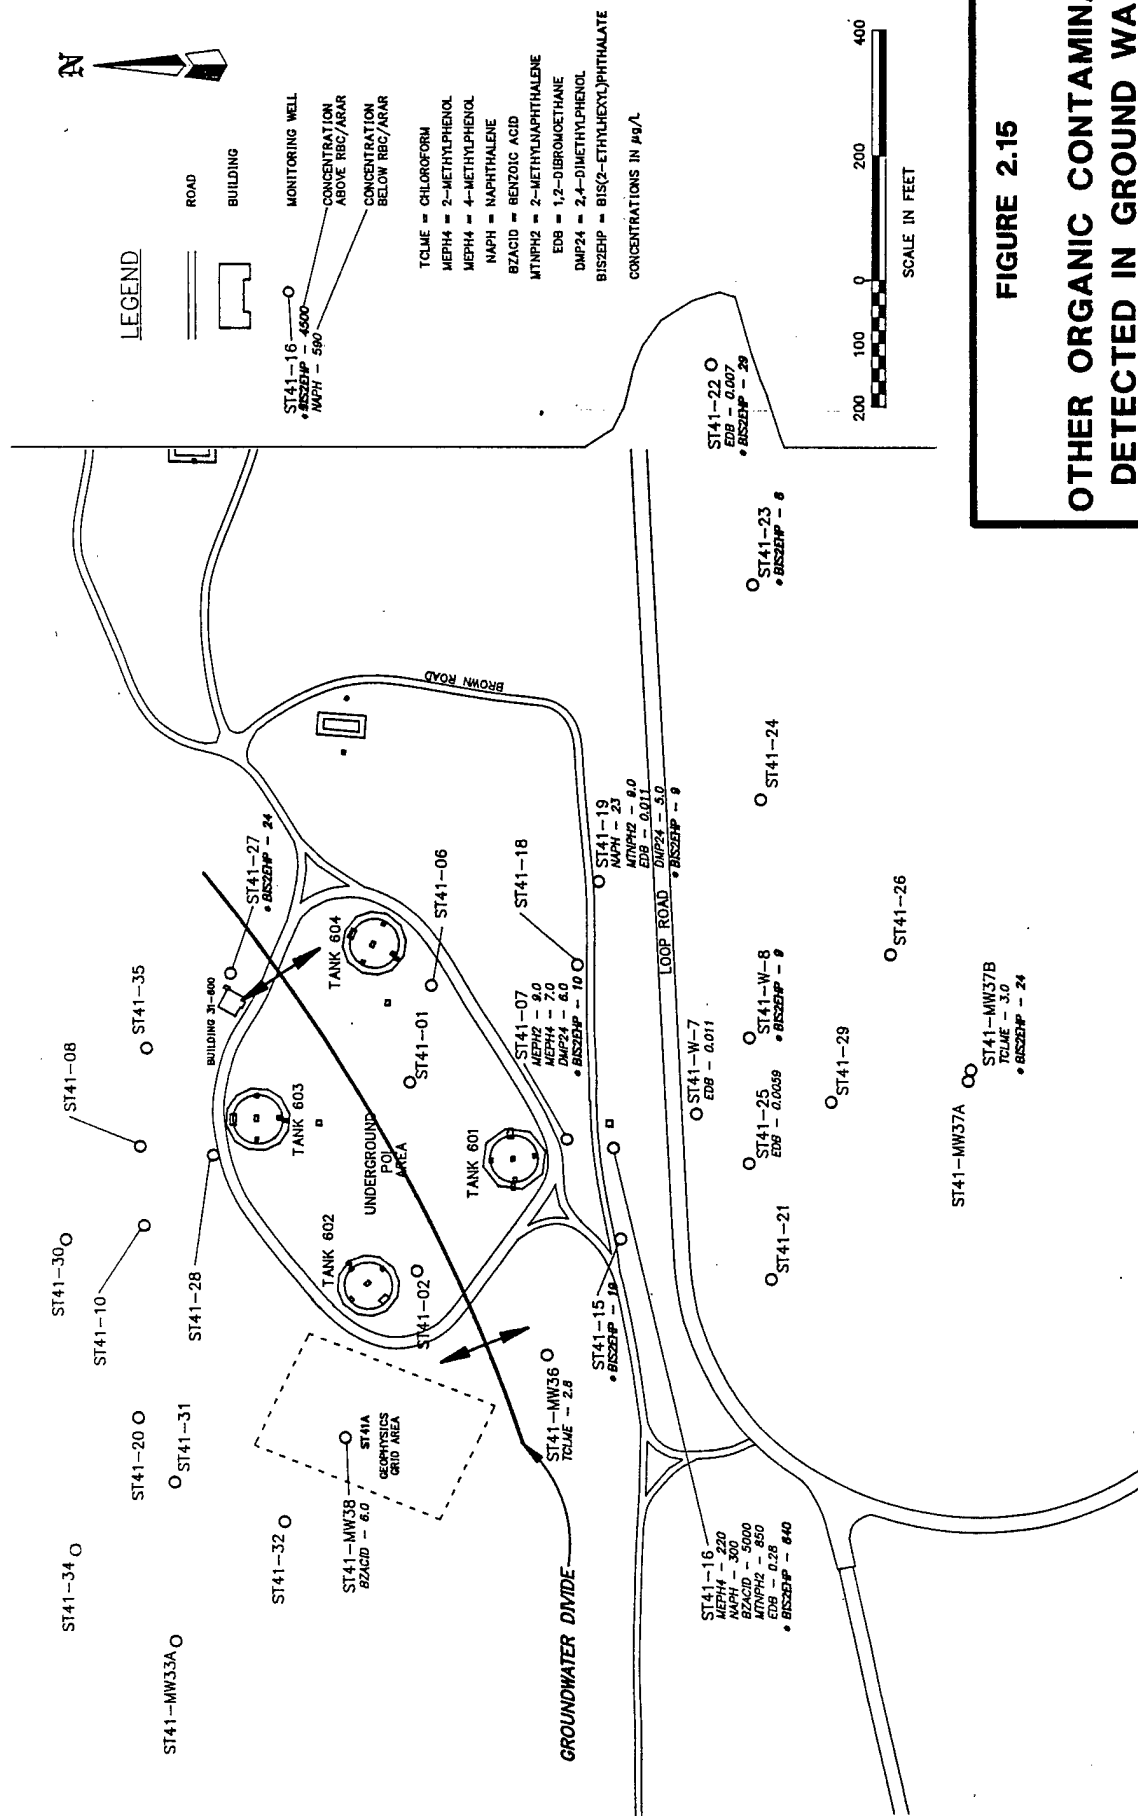 N
LEGEND
ROAD
BUILDING
MONITORING WELL
CONCENTRATION
ABOVE RBC/ARAR
CONCENTRATION
BELOW RBC/ARAR
ST41-16
• BIS2EHP - 4500
NAPH - 590
TCLME = CHLOROFORM
MEPH4 = 2-METHYLPHENOL
MEPH4 = 4-METHYLPHENOL
NAPH = NAPHTHALENE
BZACID = BENZOIC ACID
MTNPH2 = 2-METHYLNAPHTHALENE
EDB = 1,2-DIBROMOETHANE
DMP24 = 2,4-DIMETHYLPHENOL
BIS2EHP = BIS(2-ETHYLHEXYL)PHTHALATE
CONCENTRATIONS IN µg/L
200 100 0 200 400
SCALE IN FEET
FIGURE 2.15
OTHER ORGANIC CONTAMINA
DETECTED IN GROUND WA
ST41-34
ST41-MW33A
ST41-30
ST41-08
ST41-10
ST41-35
ST41-20
ST41-31
ST41-28
BUILDING 31-600
ST41-27
• BIS2EHP - 24
ST41-32
ST41-MW38
BZACID - 6.0
ST41A
GEOPHYSICS
GRID AREA
TANK 603
TANK 604
TANK 602
TANK 601
UNDERGROUND
POL
AREA
ST41-02
ST41-01
ST41-06
BROWN ROAD
ST41-18
ST41-07
MEPH2 - 9.0
MEPH4 - 7.0
DMP24 - 6.0
• BIS2EHP - 10
GROUNDWATER DIVIDE
ST41-MW36
TCLME - 2.8
ST41-15
• BIS2EHP - 19
ST41-19
NAPH - 23
MTNPH2 - 9.0
EDB - 0.011
DMP24 - 5.0
• BIS2EHP - 9
LOOP ROAD
ST41-16
MEPH4 - 220
NAPH - 300
BZACID - 5000
MTNPH2 - 850
EDB - 0.28
• BIS2EHP - 640
ST41-W-7
EDB - 0.011
ST41-25
EDB - 0.0059
ST41-W-8
• BIS2EHP - 9
ST41-21
ST41-24
ST41-23
• BIS2EHP - 6
ST41-22
EDB - 0.007
• BIS2EHP - 29
ST41-29
ST41-26
ST41-MW37A
ST41-MW37B
TCLME - 3.0
• BIS2EHP - 24